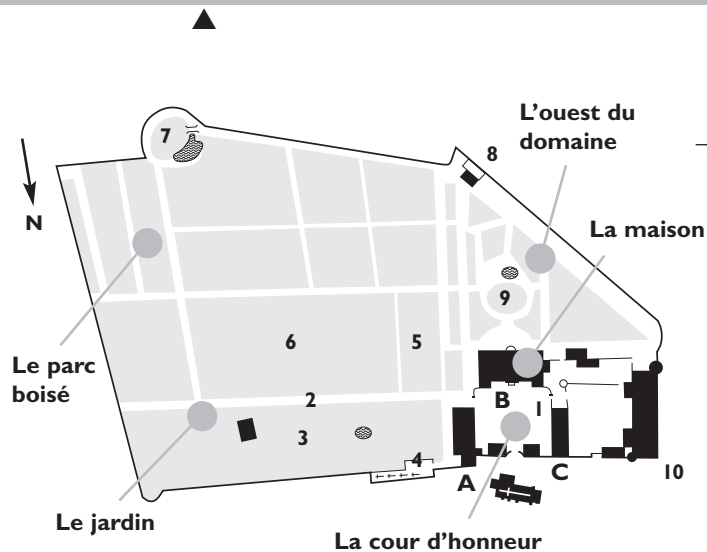 7
8
L'ouest du
domaine
N
La maison
9
6
5
Le parc
boisé
2
B
1
3
4
A
C
10
Le jardin
La cour d'honneur